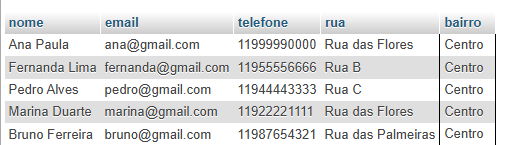 nome email telefone rua bairro
Ana Paula ana@gmail.com 11999990000 Rua das Flores Centro
Fernanda Lima fernanda@gmail.com 11955556666 Rua B Centro
Pedro Alves pedro@gmail.com 11944443333 Rua C Centro
Marina Duarte marina@gmail.com 11922221111 Rua das Flores Centro
Bruno Ferreira bruno@gmail.com 11987654321 Rua das Palmeiras Centro